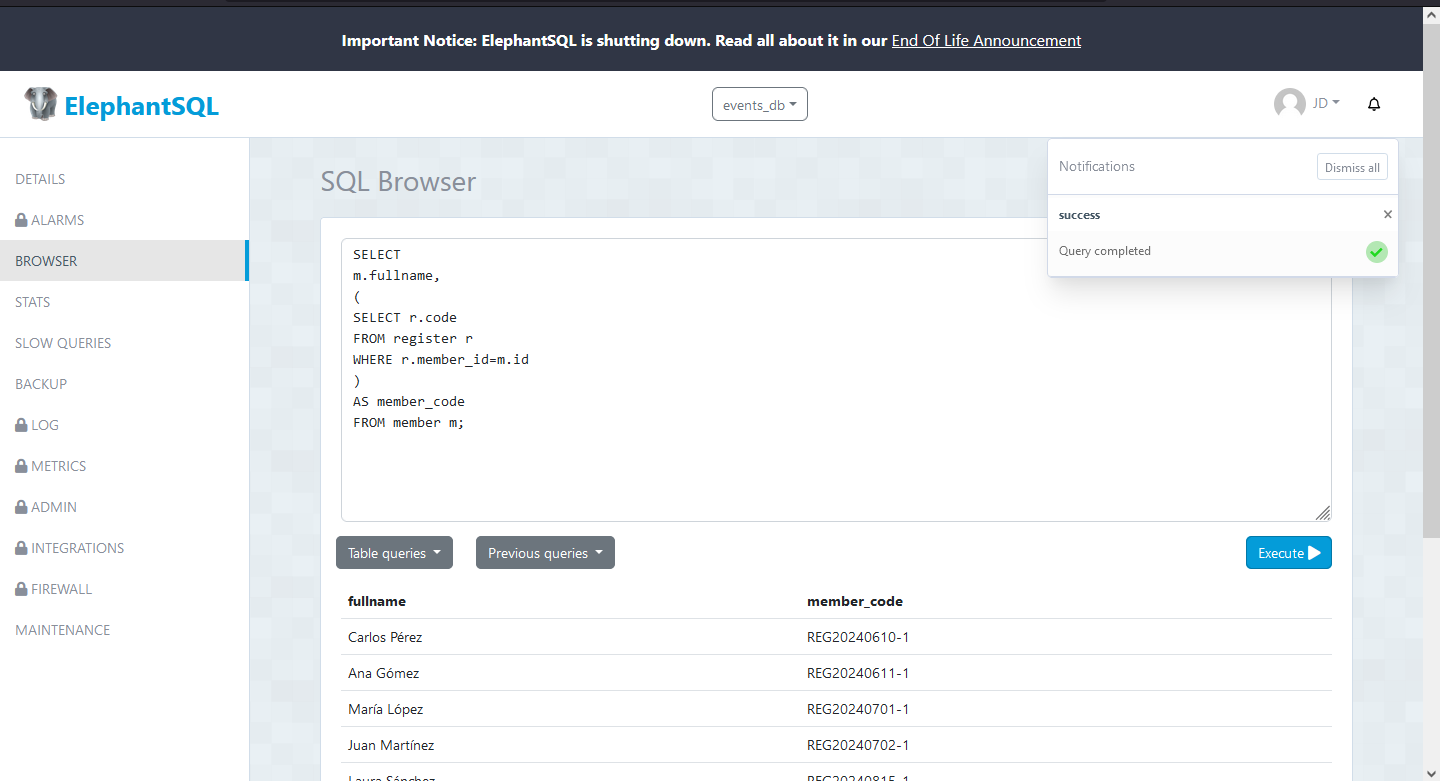 Important Notice: ElephantSQL is shutting down. Read all about it in our End Of Life Announcement
ElephantSQL
events_db
JD
Notifications
Dismiss all
success
×
Query completed
DETAILS
ALARMS
BROWSER
STATS
SLOW QUERIES
BACKUP
LOG
METRICS
ADMIN
INTEGRATIONS
FIREWALL
MAINTENANCE
SQL Browser
SELECT
m.fullname,
(
SELECT r.code
FROM register r
WHERE r.member_id=m.id
)
AS member_code
FROM member m;
Table queries
Previous queries
Execute
fullname member_code
Carlos Pérez REG20240610-1
Ana Gómez REG20240611-1
María López REG20240701-1
Juan Martínez REG20240702-1
Laura Sánchez REG20240815-1